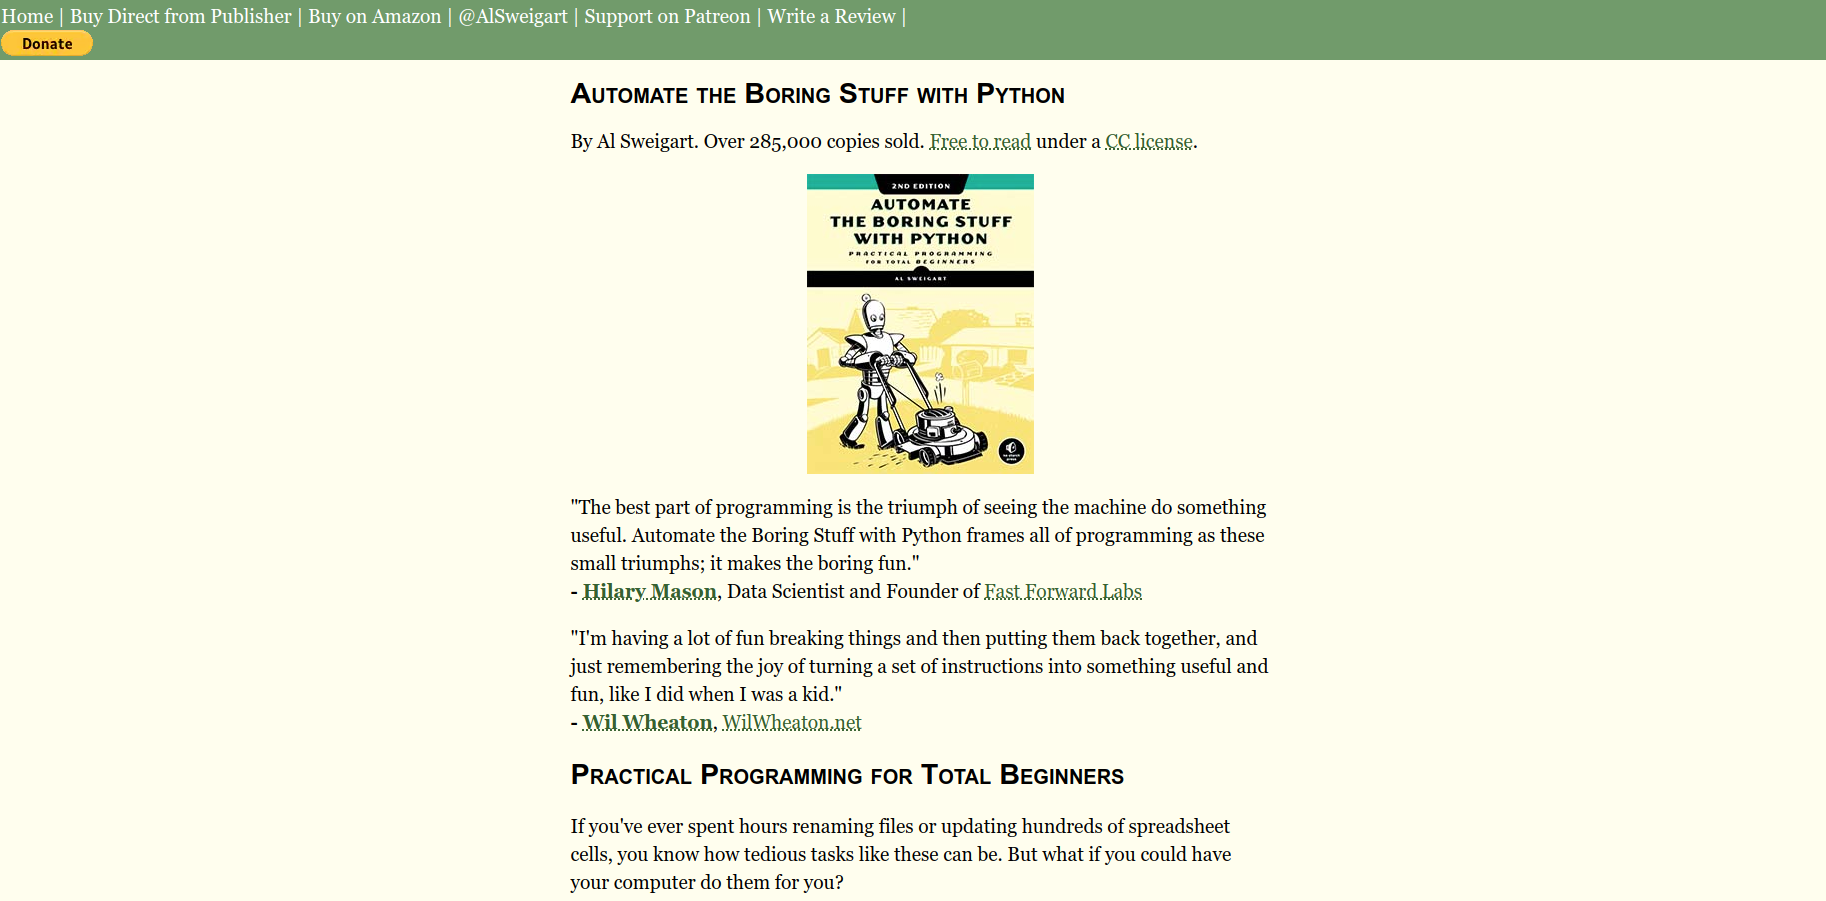 Home | Buy Direct from Publisher | Buy on Amazon | @AlSweigart | Support on Patreon | Write a Review |
Donate
Automate the Boring Stuff with Python
By Al Sweigart. Over 285,000 copies sold. Free to read under a CC license.
2ND EDITION
AUTOMATE
THE BORING STUFF
WITH PYTHON
PRACTICAL PROGRAMMING
FOR TOTAL BEGINNERS
AL SWEIGART
no starch
press
"The best part of programming is the triumph of seeing the machine do something
useful. Automate the Boring Stuff with Python frames all of programming as these
small triumphs; it makes the boring fun."
- Hilary Mason, Data Scientist and Founder of Fast Forward Labs
"I'm having a lot of fun breaking things and then putting them back together, and
just remembering the joy of turning a set of instructions into something useful and
fun, like I did when I was a kid."
- Wil Wheaton, WilWheaton.net
Practical Programming for Total Beginners
If you've ever spent hours renaming files or updating hundreds of spreadsheet
cells, you know how tedious tasks like these can be. But what if you could have
your computer do them for you?